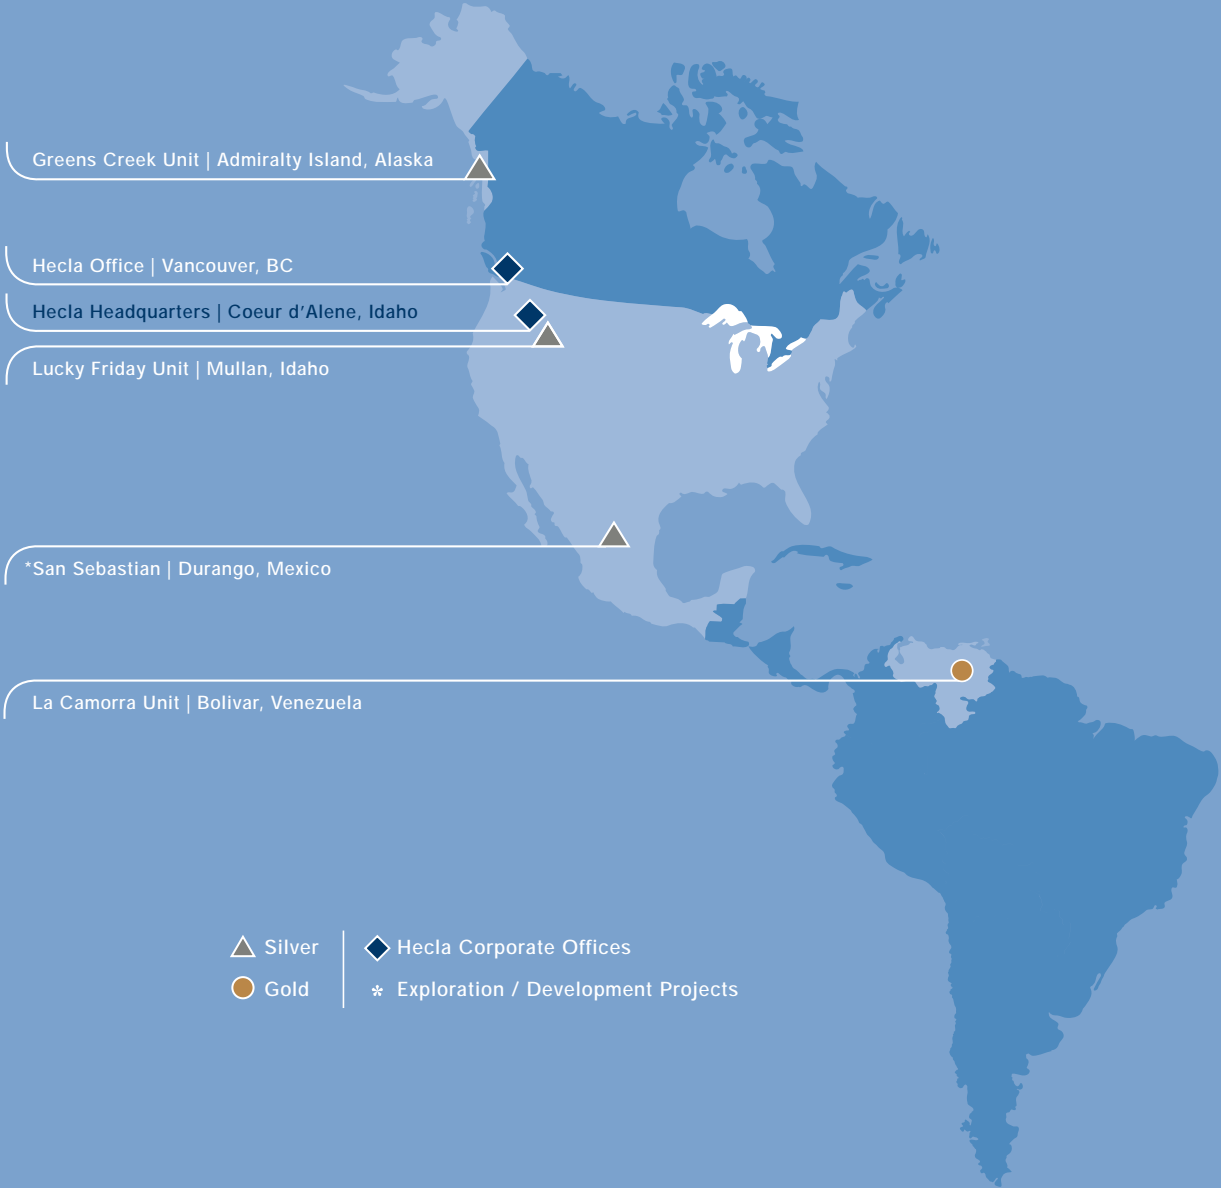 Greens Creek Unit | Admiralty Island, Alaska
Hecla Office | Vancouver, BC
Hecla Headquarters | Coeur d'Alene, Idaho
Lucky Friday Unit | Mullan, Idaho
*San Sebastian | Durango, Mexico
La Camorra Unit | Bolivar, Venezuela
Silver
Gold
Hecla Corporate Offices
* Exploration / Development Projects